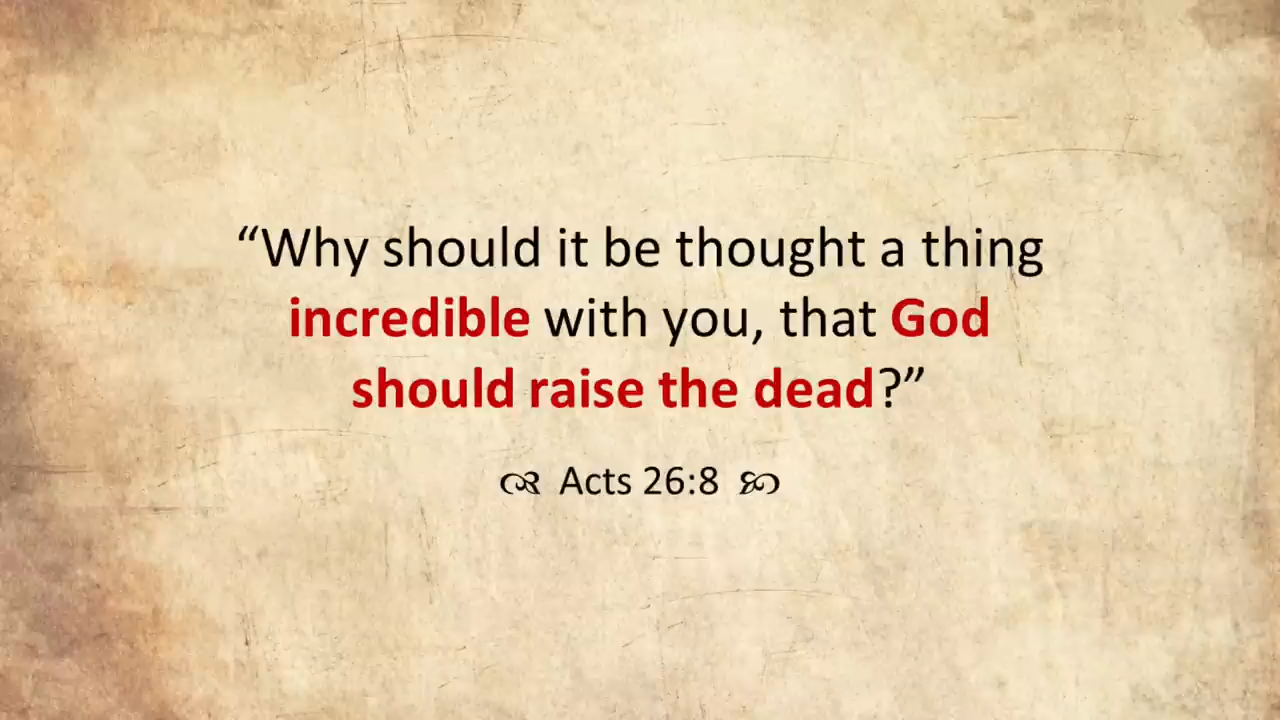 “Why should it be thought a thing
incredible with you, that God
should raise the dead?”
Acts 26:8